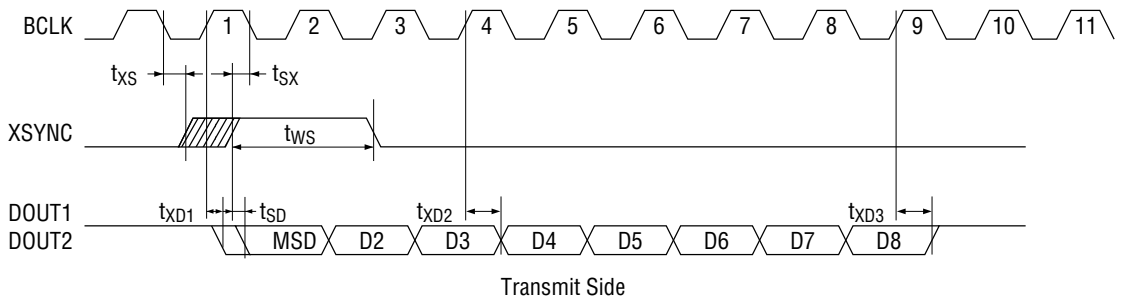 BCLK 1 2 3 4 5 6 7 8 9 10 11
tXS tSX
XSYNC tWS
DOUT1 tXD1 tSD tXD2 tXD3
DOUT2 MSD D2 D3 D4 D5 D6 D7 D8
Transmit Side